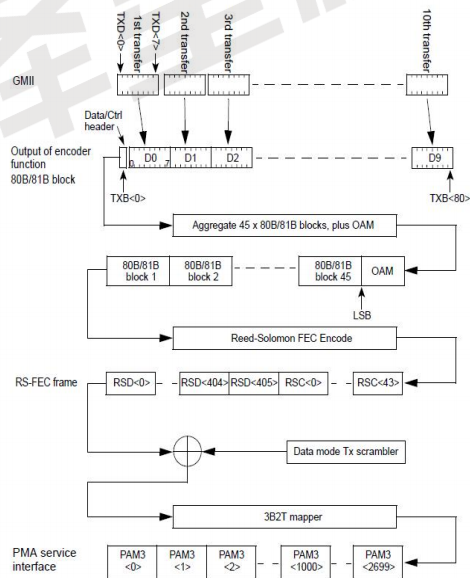 TXD<0>
1st transfer
TXD<7>
2nd transfer
3rd transfer
10th transfer
GMII
Data/Ctrl
header
Output of encoder
function
80B/81B block
0
D0
7
D1
D2
D9
TXB<0>
TXB<80>
Aggregate 45 x 80B/81B blocks, plus OAM
80B/81B
block 1
80B/81B
block 2
80B/81B
block 45
OAM
LSB
Reed-Solomon FEC Encode
RS-FEC frame
RSD<0>
RSD<404>
RSD<405>
RSC<0>
RSC<43>
Data mode Tx scrambler
3B2T mapper
PMA service
interface
PAM3
<0>
PAM3
<1>
PAM3
<2>
PAM3
<1000>
PAM3
<2699>